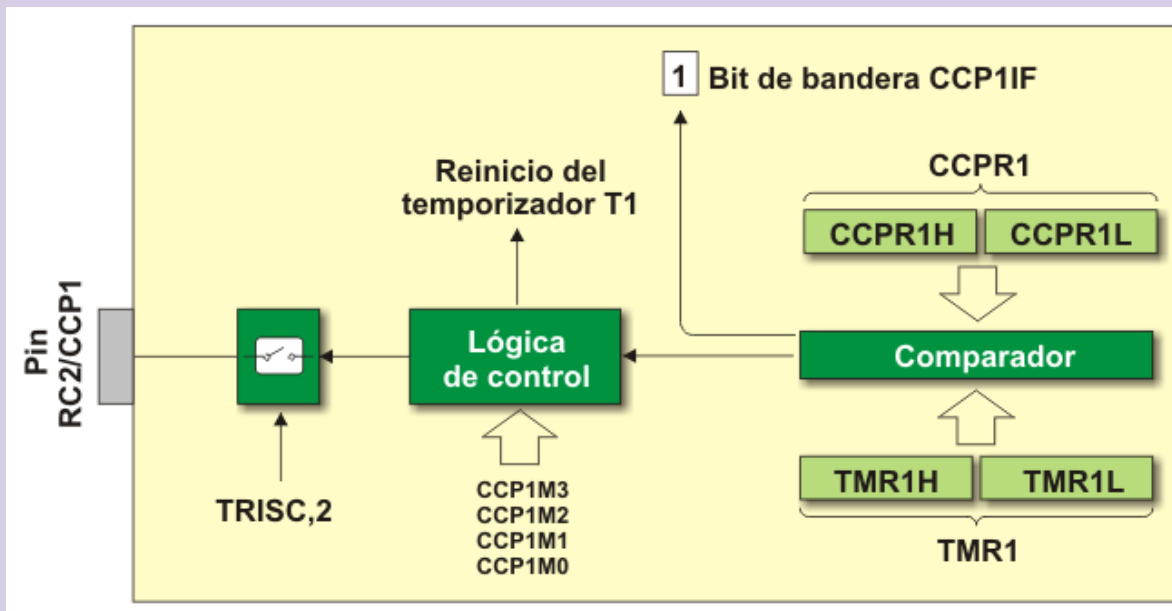 1 Bit de bandera CCP1IF
Reinicio del
temporizador T1
CCPR1
CCPR1H CCPR1L
Pin
RC2/CCP1
Lógica
de control
Comparador
TRISC,2
CCP1M3
CCP1M2
CCP1M1
CCP1M0
TMR1H TMR1L
TMR1